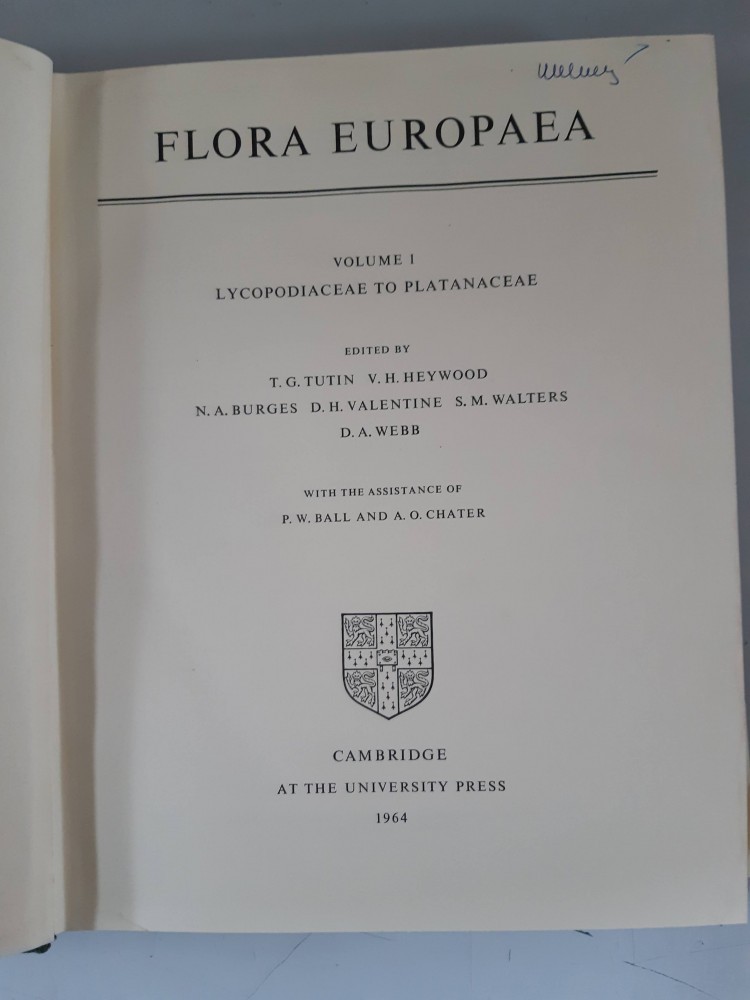 FLORA EUROPAEA
VOLUME I
LYCOPODIACEAE TO PLATANACEAE
EDITED BY
T. G. TUTIN V. H. HEYWOOD
N. A. BURGES D. H. VALENTINE S. M. WALTERS
D. A. WEBB
WITH THE ASSISTANCE OF
P. W. BALL AND A. O. CHATER
CAMBRIDGE
AT THE UNIVERSITY PRESS
1964